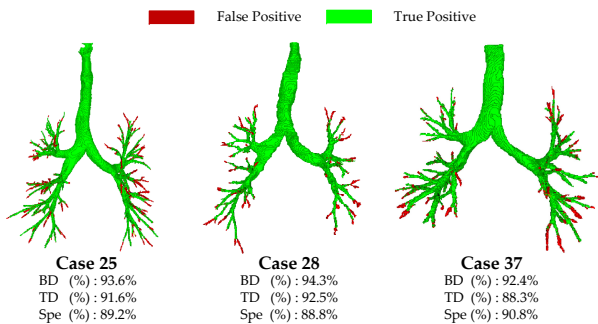 False Positive True Positive
Case 25 Case 28 Case 37
BD (%) : 93.6% BD (%) : 94.3% BD (%) : 92.4%
TD (%) : 91.6% TD (%) : 92.5% TD (%) : 88.3%
Spe (%) : 89.2% Spe (%) : 88.8% Spe (%) : 90.8%